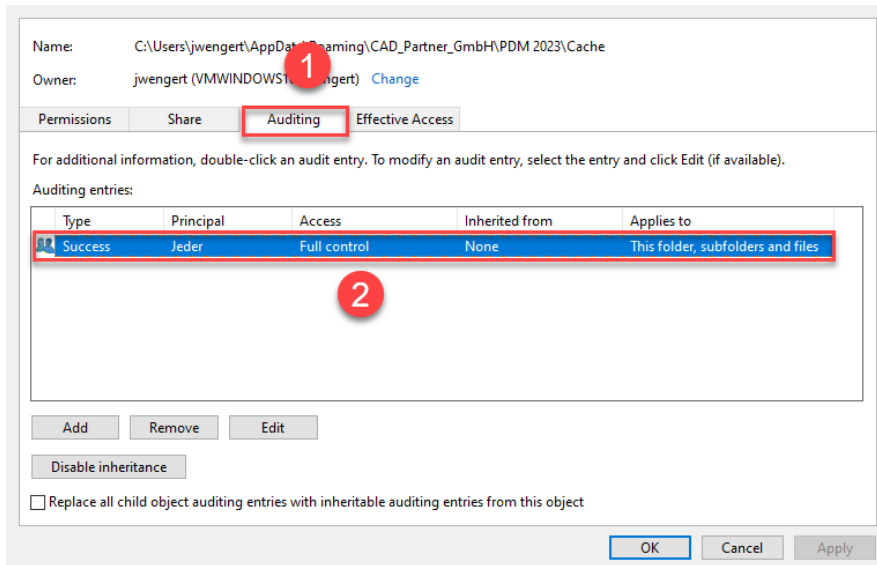 Name: C:\Users\jwengert\AppData\Roaming\CAD_Partner_GmbH\PDM 2023\Cache
1
Owner: jwengert Change
Permissions Share Auditing Effective Access
For additional information, double-click an audit entry. To modify an audit entry, select the entry and click Edit (if available).
Auditing entries:
Type Principal Access Inherited from Applies to
Success Jeder Full control None This folder, subfolders and files
2
Add Remove Edit
Disable inheritance
Replace all child object auditing entries with inheritable auditing entries from this object
OK Cancel Apply